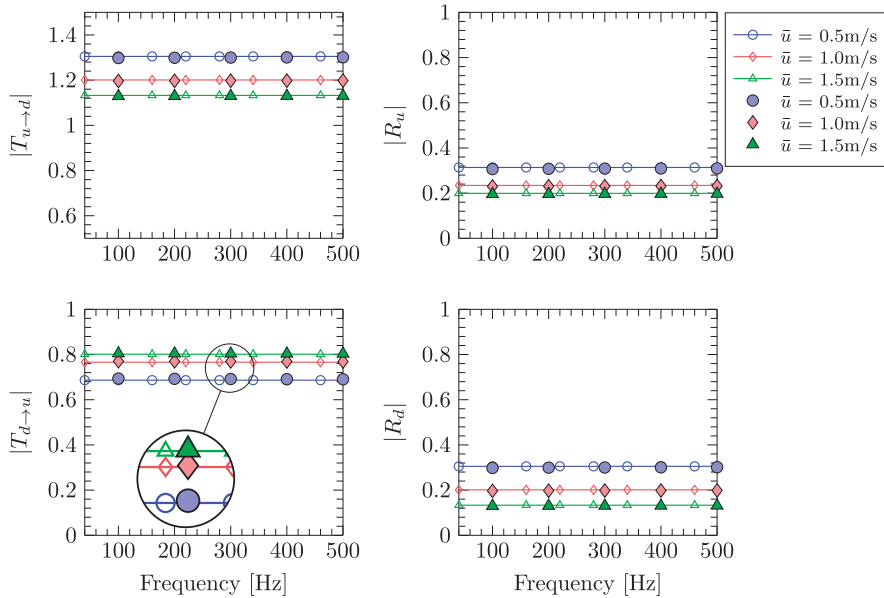 |T_{u→d}|
1.4
1.2
1
0.8
0.6
100 200 300 400 500
|R_u|
1
0.8
0.6
0.4
0.2
0
100 200 300 400 500
ū = 0.5m/s
ū = 1.0m/s
ū = 1.5m/s
ū = 0.5m/s
ū = 1.0m/s
ū = 1.5m/s
|T_{d→u}|
1
0.8
0.6
0.4
0.2
0
100 200 300 400 500
Frequency [Hz]
|R_d|
1
0.8
0.6
0.4
0.2
0
100 200 300 400 500
Frequency [Hz]